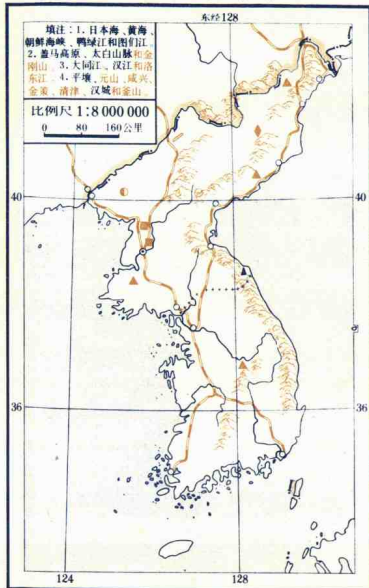 东经128
填注：1.日本海、黄海、
朝鲜海峡、鸭绿江和图们江。
2.盖马高原、太白山脉和金
刚山。3.大同江、汉江和洛
东江。4.平壤、元山、咸兴、
金策、清津、汉城和釜山。
比例尺 1:8 000 000
0 80 160公里
40
40
36
36
124
128